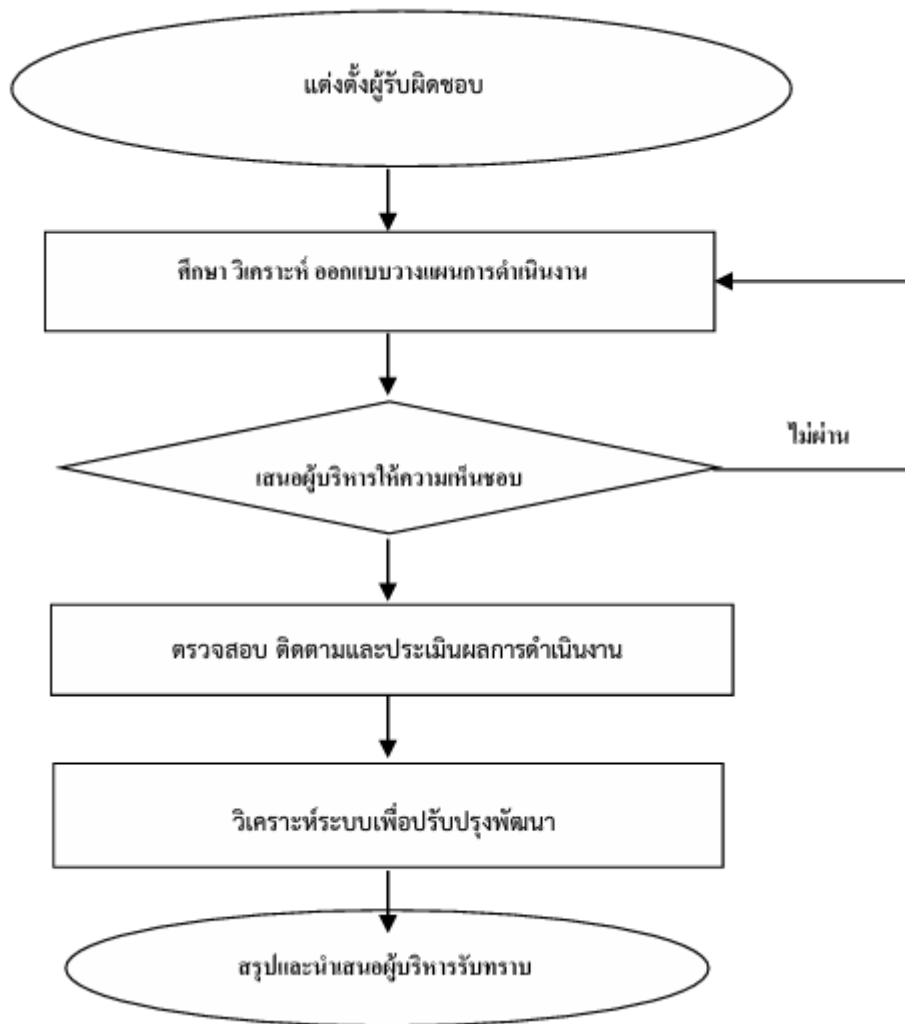 แต่งตั้งผู้รับผิดชอบ
ศึกษา วิเคราะห์ ออกแบบวางแผนการดำเนินงาน
ไม่ผ่าน
เสนอผู้บริหารให้ความเห็นชอบ
ตรวจสอบ ติดตามและประเมินผลการดำเนินงาน
วิเคราะห์ระบบเพื่อปรับปรุงพัฒนา
สรุปและนำเสนอผู้บริหารรับทราบ